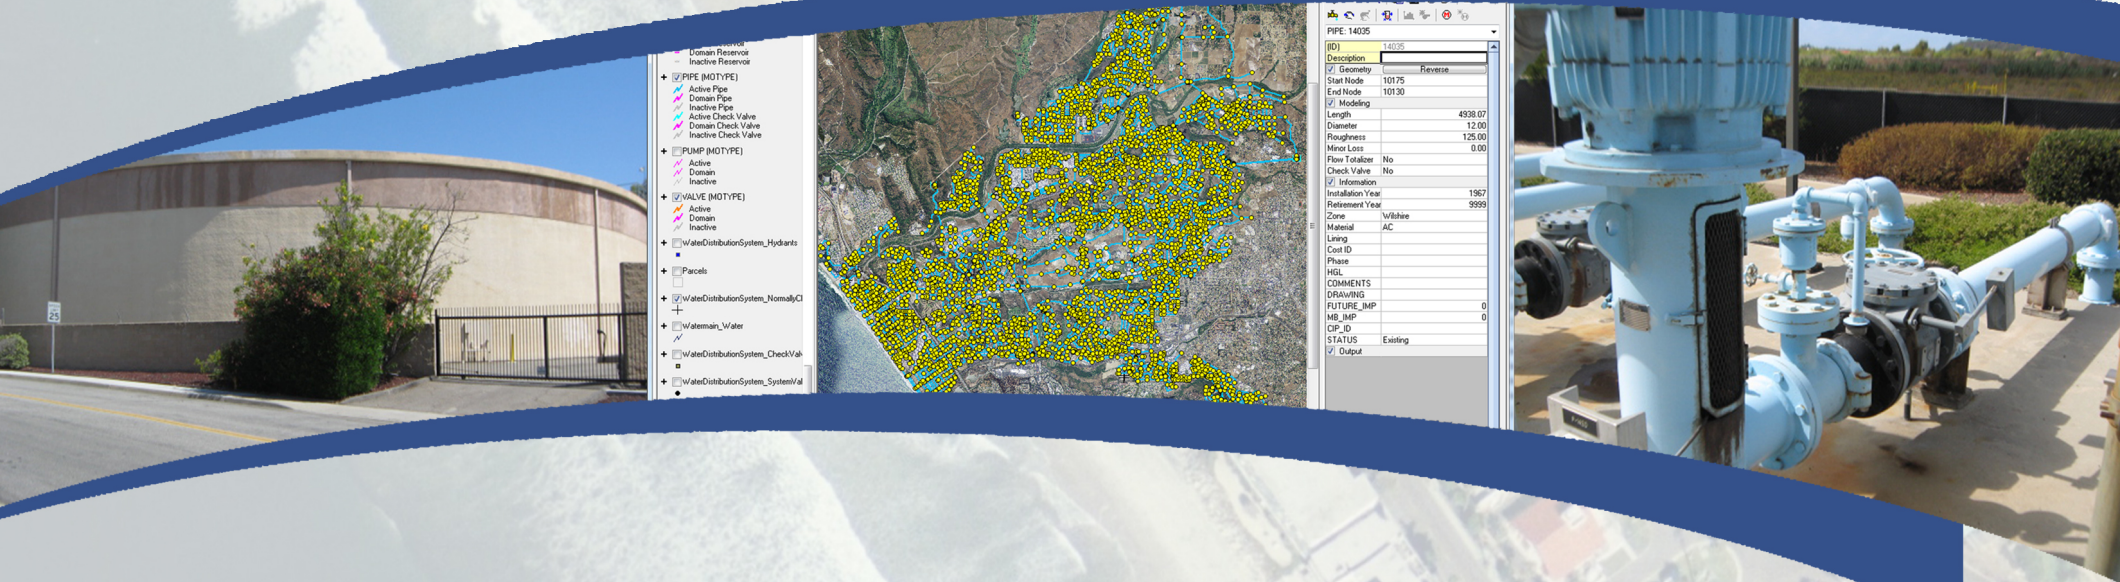 SPEED
LIMIT
25
Domain Reservoir
Inactive Reservoir
PIPE (MOTYPE)
Active Pipe
Domain Pipe
Inactive Pipe
Active Check Valve
Domain Check Valve
Inactive Check Valve
PUMP (MOTYPE)
Active
Domain
Inactive
VALVE (MOTYPE)
Active
Domain
Inactive
WaterDistributionSystem_Hydrants
Parcels
WaterDistributionSystem_NormallyCl
Watermain_Water
WaterDistributionSystem_CheckValv
WaterDistributionSystem_SystemVal
PIPE: 14035
(ID) 14035
Description
Geometry Reverse
Start Node 10175
End Node 10130
Modeling
Length 4938.07
Diameter 12.00
Roughness 125.00
Minor Loss 0.00
Flow Totalizer No
Check Valve No
Information
Installation Year 1967
Retirement Year 9999
Zone Wilshire
Material AC
Lining
Cost ID
Phase
HGL
COMMENTS
DRAWING
FUTURE_IMP 0
MB_IMP 0
CIP_ID
STATUS Existing
Output